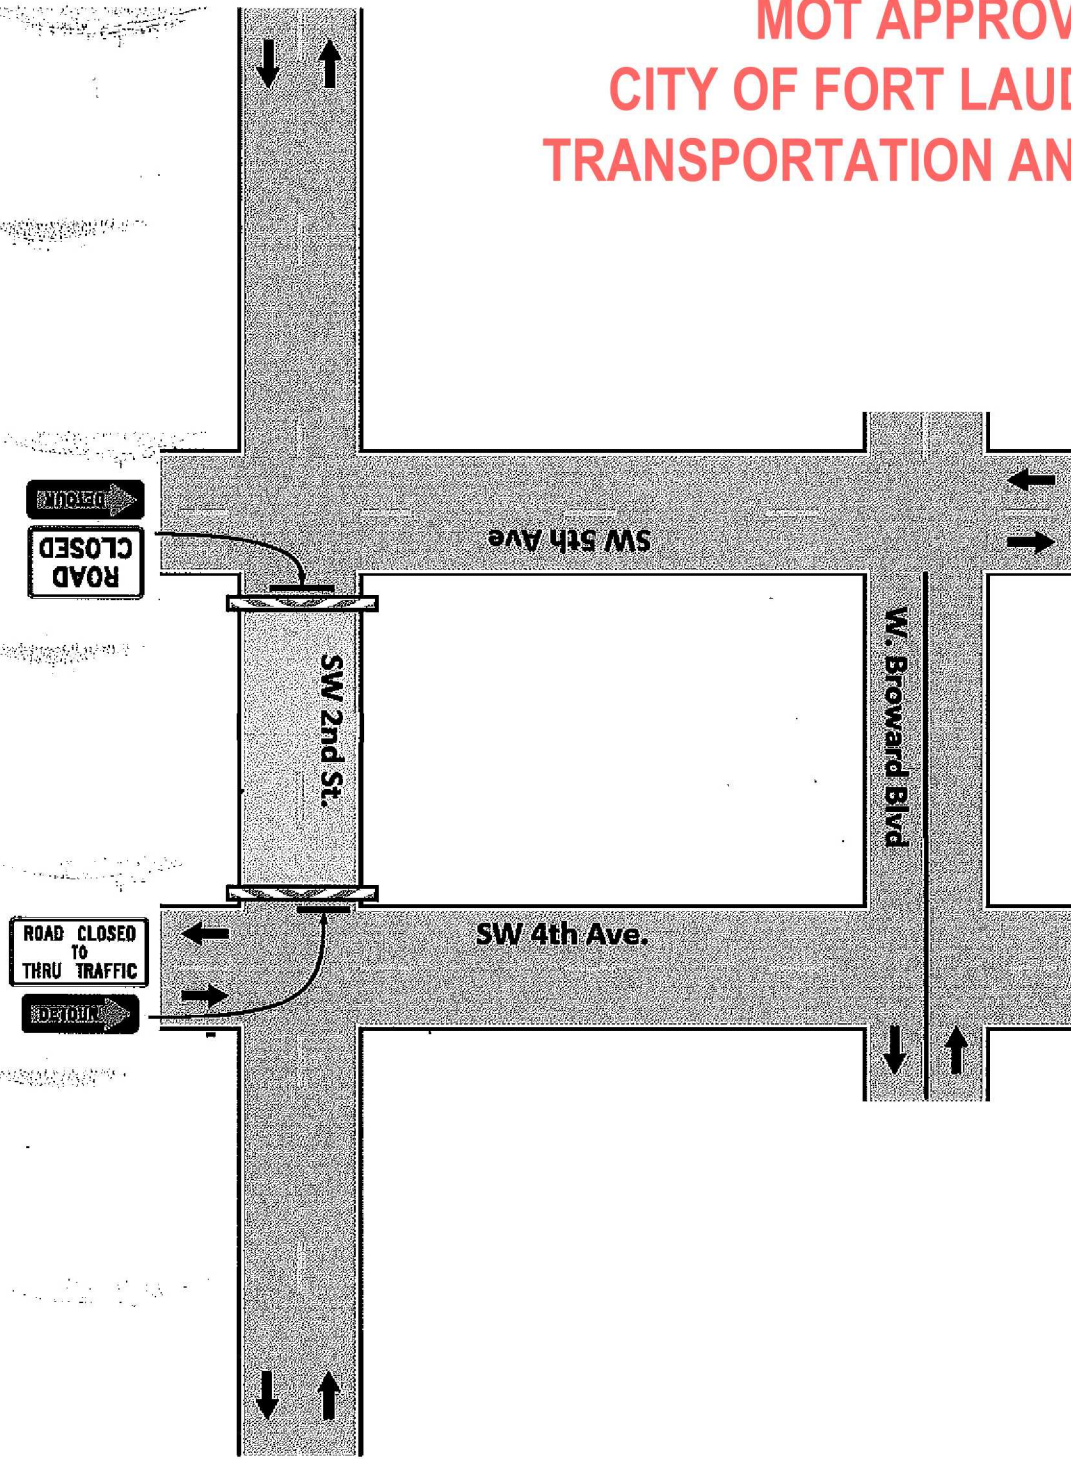 MOT APPROV
CITY OF FORT LAUD
TRANSPORTATION AN
DETOUR
ROAD
CLOSED
SW 5th Ave
SW 2nd St.
W. Broward Blvd
ROAD CLOSED
TO
THRU TRAFFIC
SW 4th Ave.
DETOUR